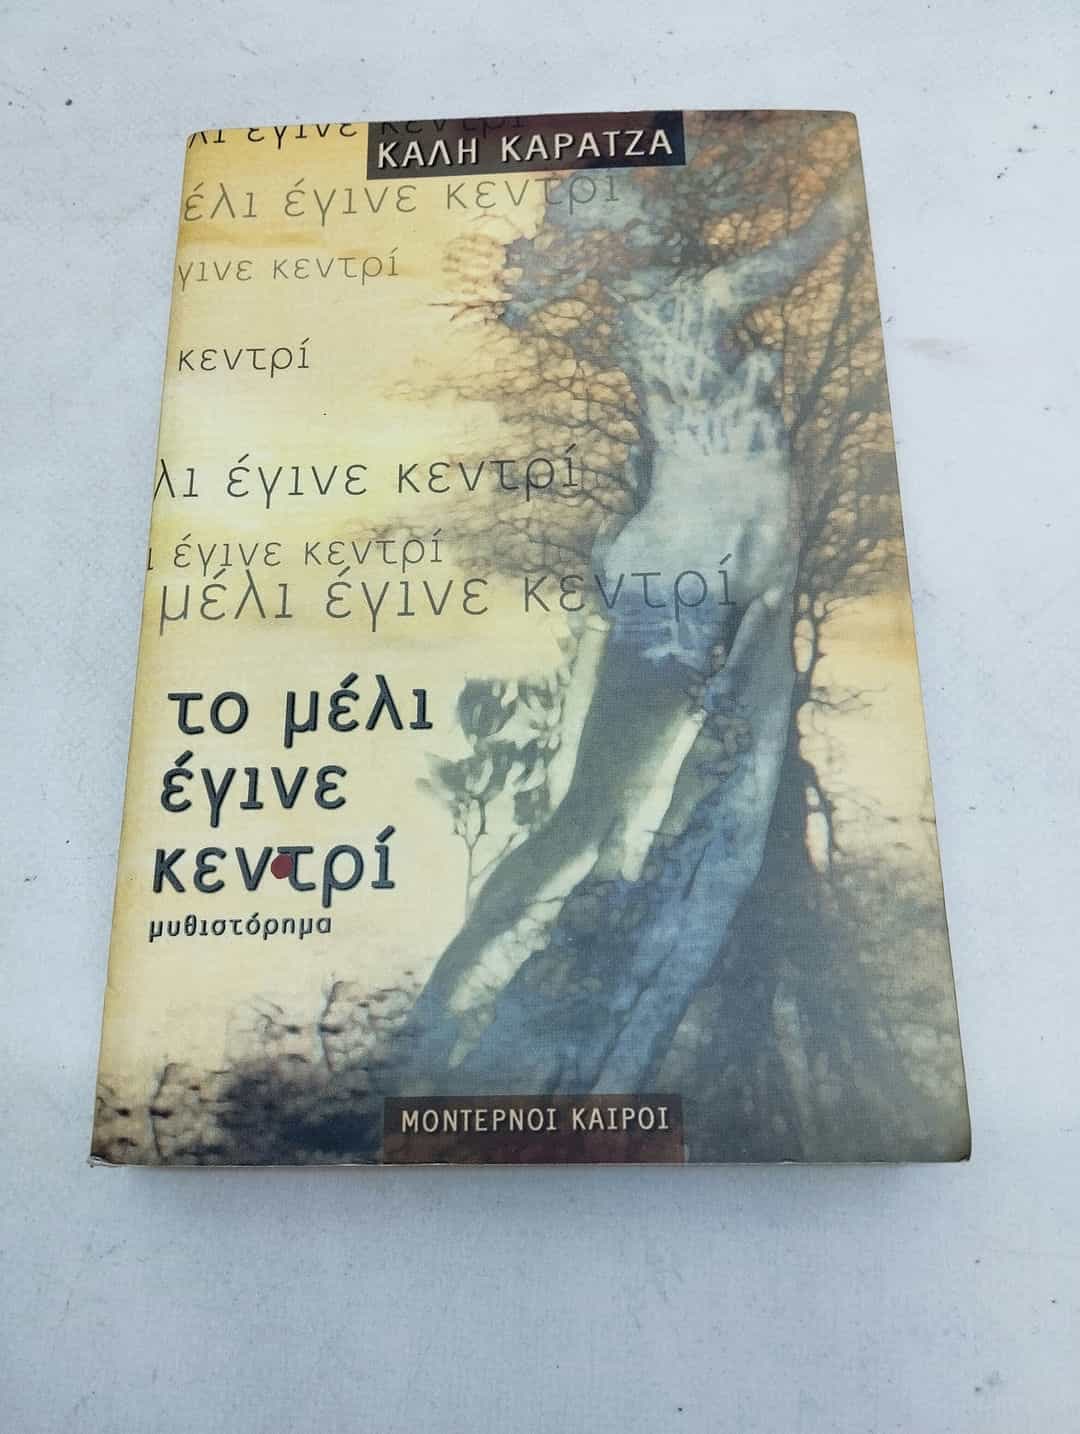 λι έγινε κεντρί
ΚΑΛΗ ΚΑΡΑΤΖΑ
έλι έγινε κεντρί
γινε κεντρί
κεντρί
λι έγινε κεντρί
ι έγινε κεντρί
μέλι έγινε κεντρί
το μέλι
έγινε
κεντρί
μυθιστόρημα
ΜΟΝΤΕΡΝΟΙ ΚΑΙΡΟΙ